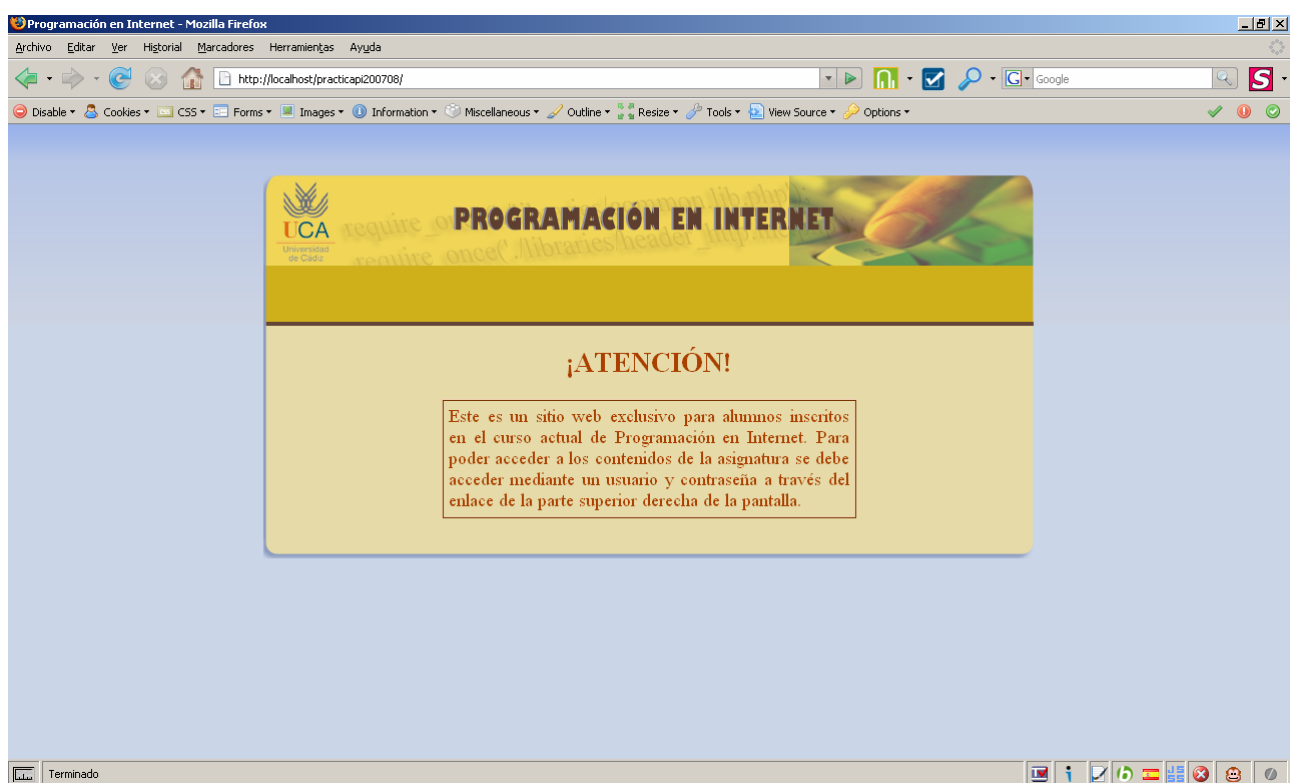 Programación en Internet - Mozilla Firefox
Archivo Editar Ver Historial Marcadores Herramientas Ayuda
http://localhost/practicapi200708/ G Google S
Disable Cookies CSS Forms Images Information Miscellaneous Outline Resize Tools View Source Options
UCA
Universidad
de Cádiz
PROGRAMACIÓN EN INTERNET
¡ATENCIÓN!
Este es un sitio web exclusivo para alumnos inscritos
en el curso actual de Programación en Internet. Para
poder acceder a los contenidos de la asignatura se debe
acceder mediante un usuario y contraseña a través del
enlace de la parte superior derecha de la pantalla.
Terminado